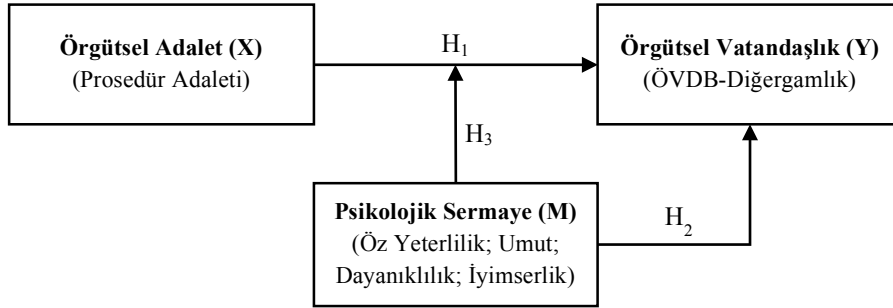 Örgütsel Adalet (X)
(Prosedür Adaleti)
H1
Örgütsel Vatandaşlık (Y)
(ÖVDB-Diğergamlık)
H3
Psikolojik Sermaye (M)
(Öz Yeterlilik; Umut;
Dayanıklılık; İyimserlik)
H2